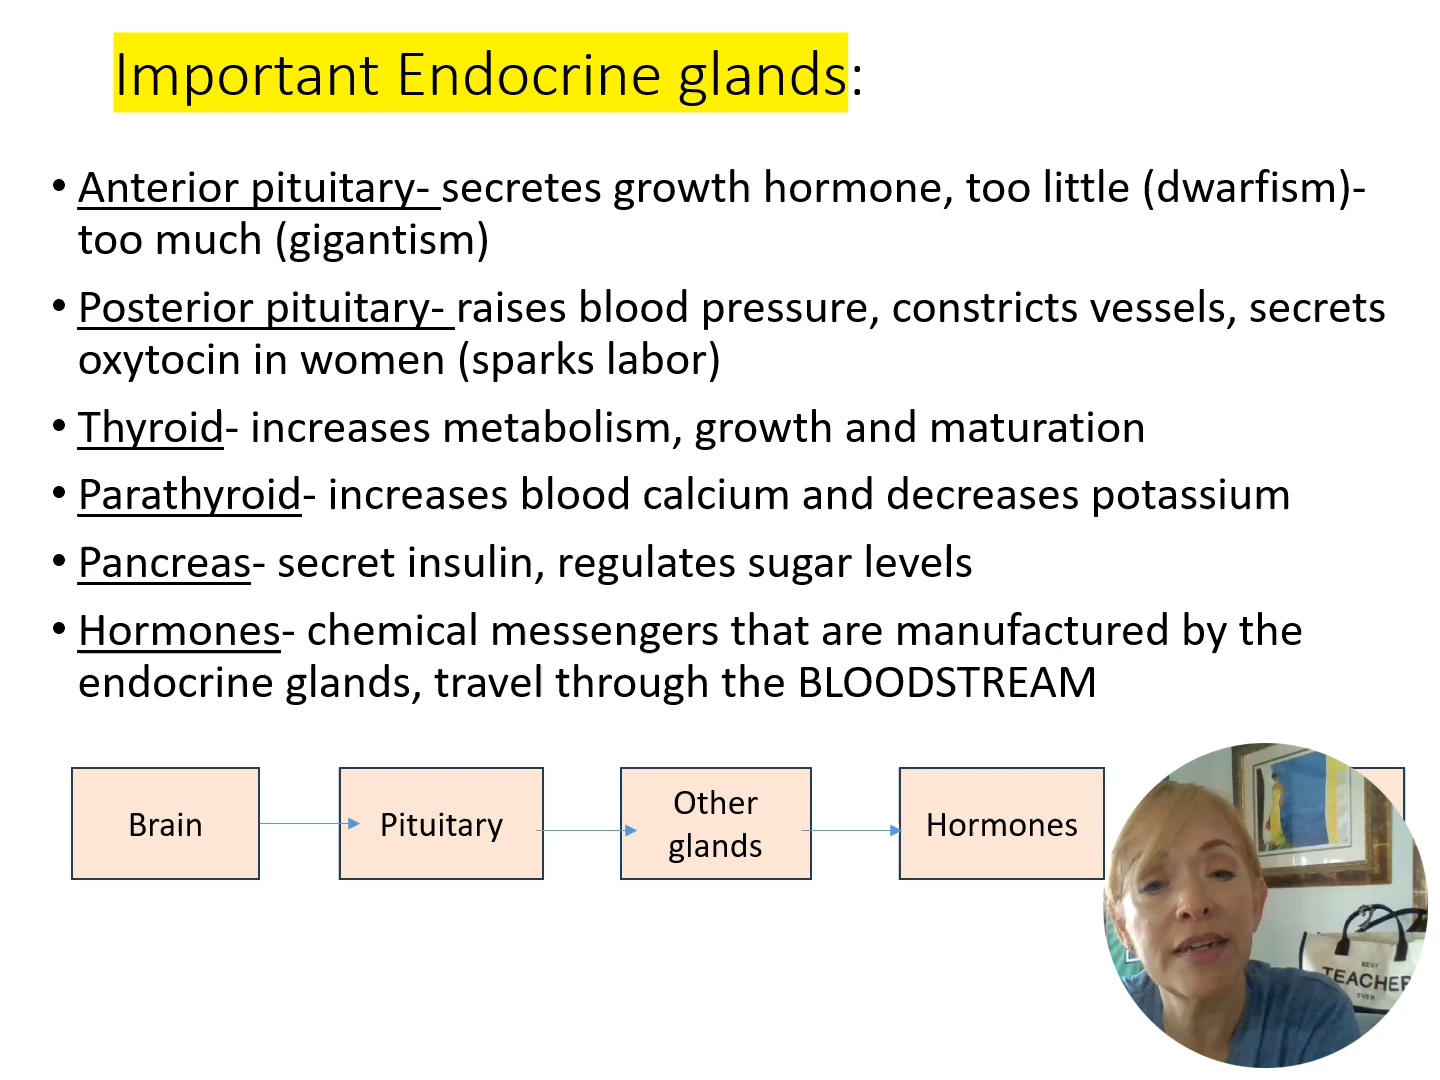 Important Endocrine glands:
• Anterior pituitary- secretes growth hormone, too little (dwarfism)-
too much (gigantism)
• Posterior pituitary- raises blood pressure, constricts vessels, secrets
oxytocin in women (sparks labor)
• Thyroid- increases metabolism, growth and maturation
• Parathyroid- increases blood calcium and decreases potassium
• Pancreas- secret insulin, regulates sugar levels
• Hormones- chemical messengers that are manufactured by the
endocrine glands, travel through the BLOODSTREAM
Brain
Pituitary
Other
glands
Hormones
BEST
TEACHER
EVER